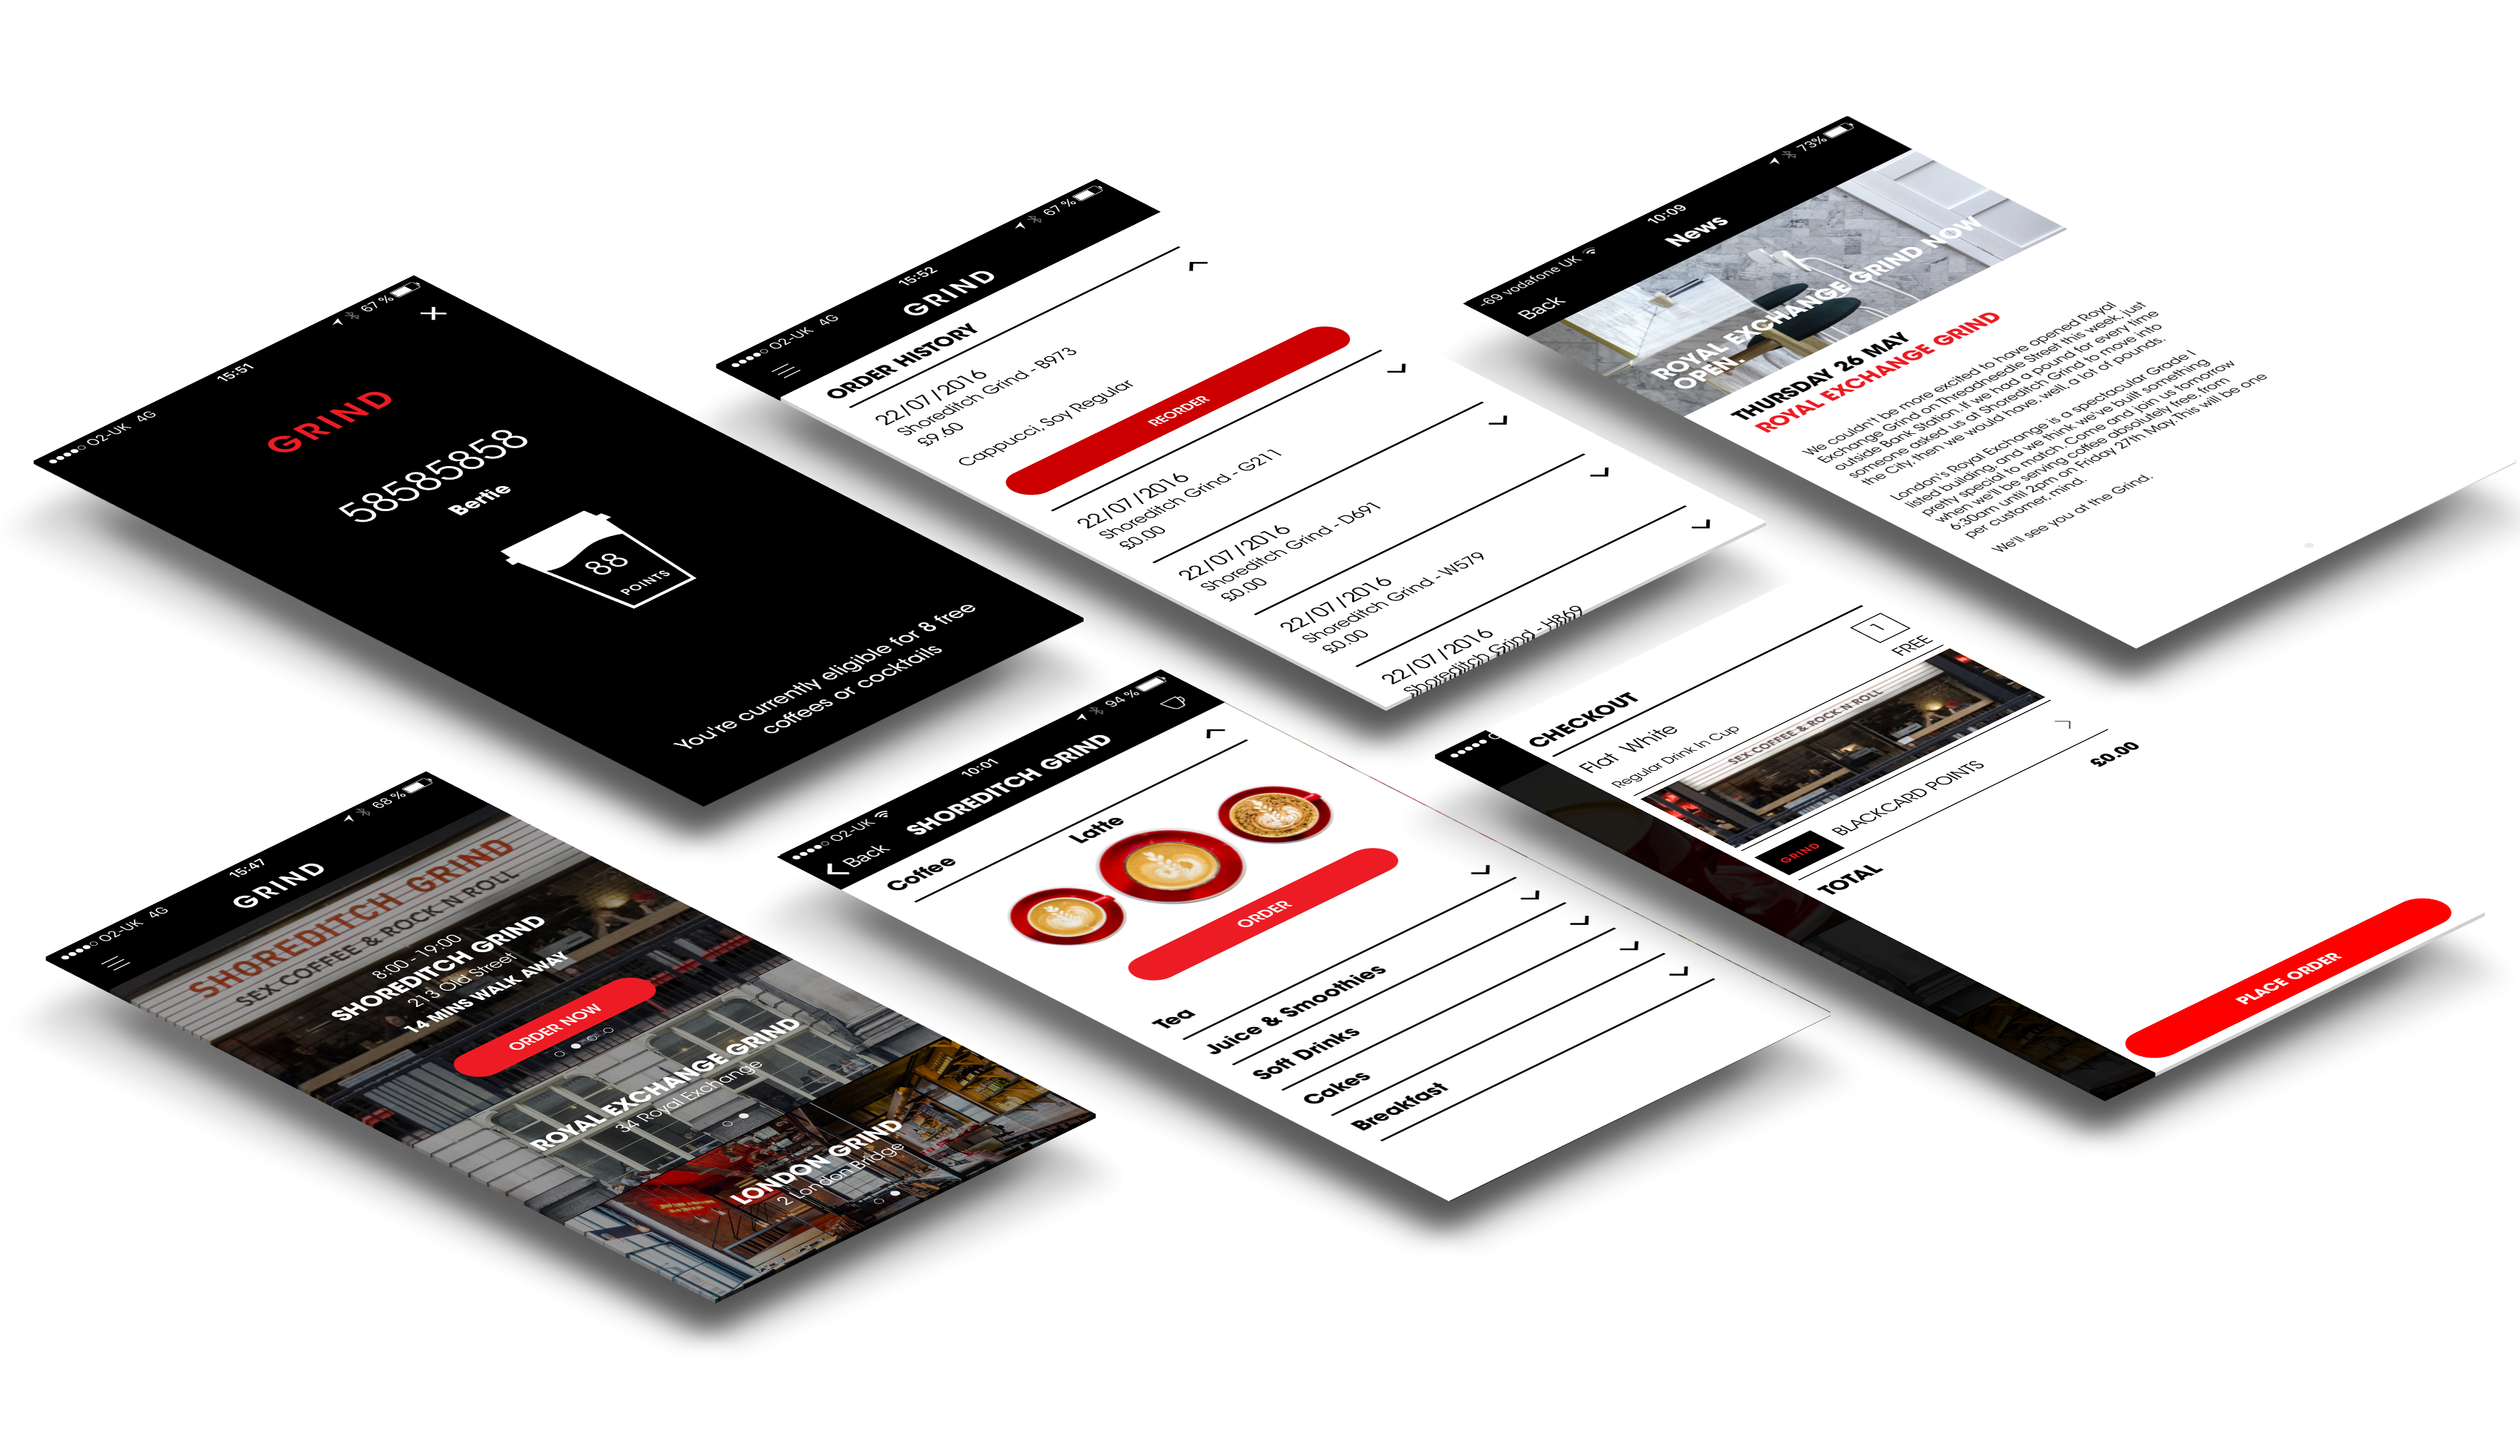 O2-UK 4G
15:51
67 %
GRIND
58585858
Bertie
88
POINTS
You're currently eligible for 8 free
coffees or cocktails
O2-UK 4G
15:52
67 %
GRIND
ORDER HISTORY
22/07/2016
Shoreditch Grind - B973
£9.60
Cappucci, Soy Regular
REORDER
22/07/2016
Shoreditch Grind - G211
£0.00
22/07/2016
Shoreditch Grind - D691
£0.00
22/07/2016
Shoreditch Grind - W579
£0.00
22/07/2016
Shoreditch Grind - H869
-69 vodafone UK
10:09
73%
Back
News
ROYAL EXCHANGE GRIND NOW
OPEN.
THURSDAY 26 MAY
ROYAL EXCHANGE GRIND
We couldn't be more excited to have opened Royal
Exchange Grind on Threadneedle Street this week, just
outside Bank Station. If we had a pound for every time
someone asked us at Shoreditch Grind to move into
the City, then we would have, well, a lot of pounds.
London's Royal Exchange is a spectacular Grade I
listed building, and we think we've built something
pretty special to match. Come and join us tomorrow
when we'll be serving coffee absolutely free, from
6:30am until 2pm on Friday 27th May. This will be one
per customer, mind.
We'll see you at the Grind.
O2-UK 4G
15:47
68 %
GRIND
SHOREDITCH GRIND
SEX.COFFEE & ROCK'N'ROLL
8:00 - 19:00
SHOREDITCH GRIND
213 Old Street
14 MINS WALK AWAY
ORDER NOW
ROYAL EXCHANGE GRIND
34 Royal Exchange
LONDON GRIND
2 London Bridge
O2-UK
10:01
94 %
Back
SHOREDITCH GRIND
Coffee
Latte
ORDER
Tea
Juice & Smoothies
Soft Drinks
Cakes
Breakfast
CHECKOUT
Flat White
1
Regular Drink In Cup
FREE
SEX.COFFEE & ROCK'N'ROLL
GRIND
BLACKCARD POINTS
TOTAL
£0.00
PLACE ORDER